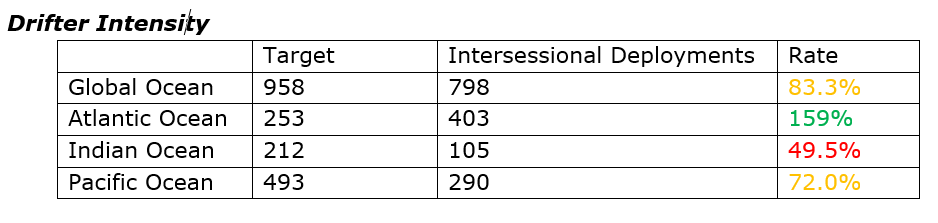 Drifter Intensity
Target Intersessional Deployments Rate
Global Ocean 958 798 83.3%
Atlantic Ocean 253 403 159%
Indian Ocean 212 105 49.5%
Pacific Ocean 493 290 72.0%